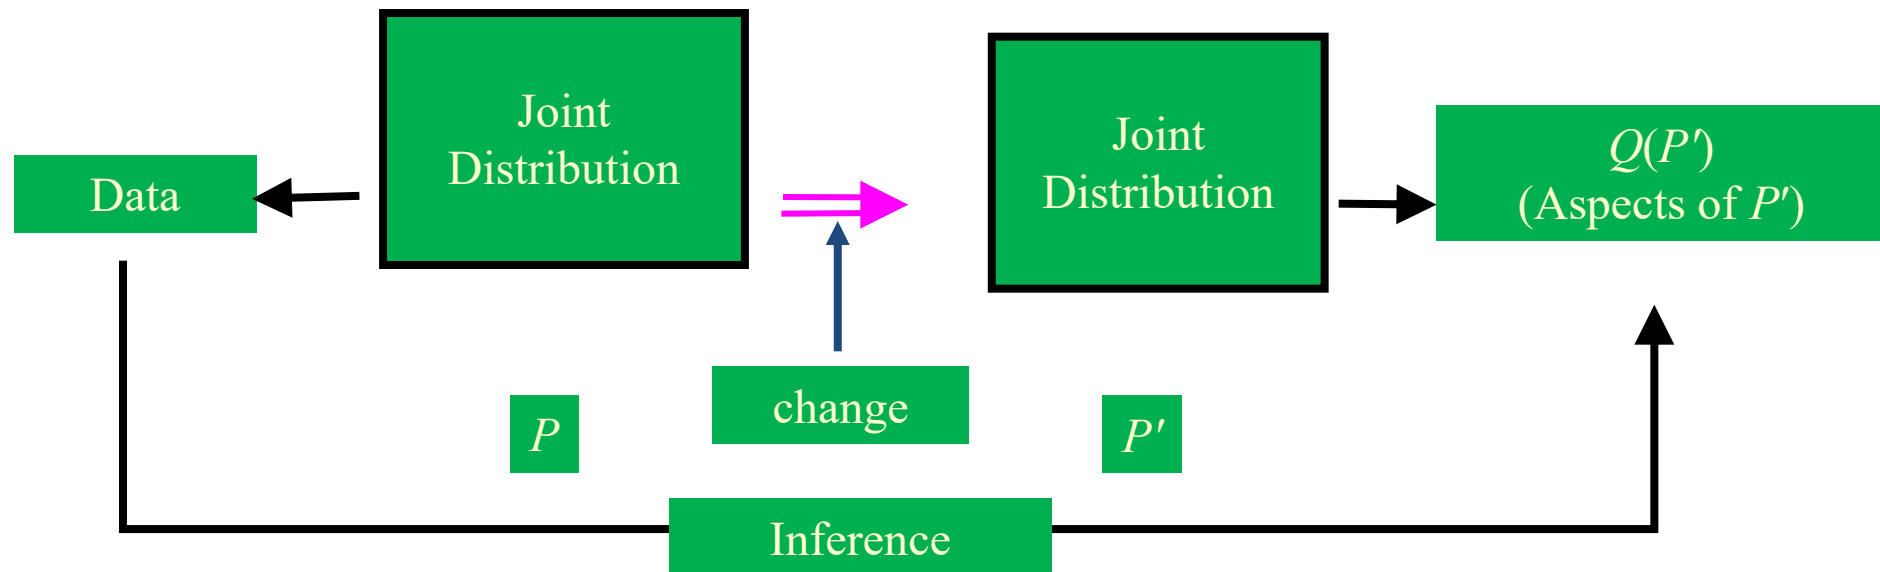 Joint
Distribution
Data
Joint
Distribution
Q(P')
(Aspects of P')
change
P
P'
Inference